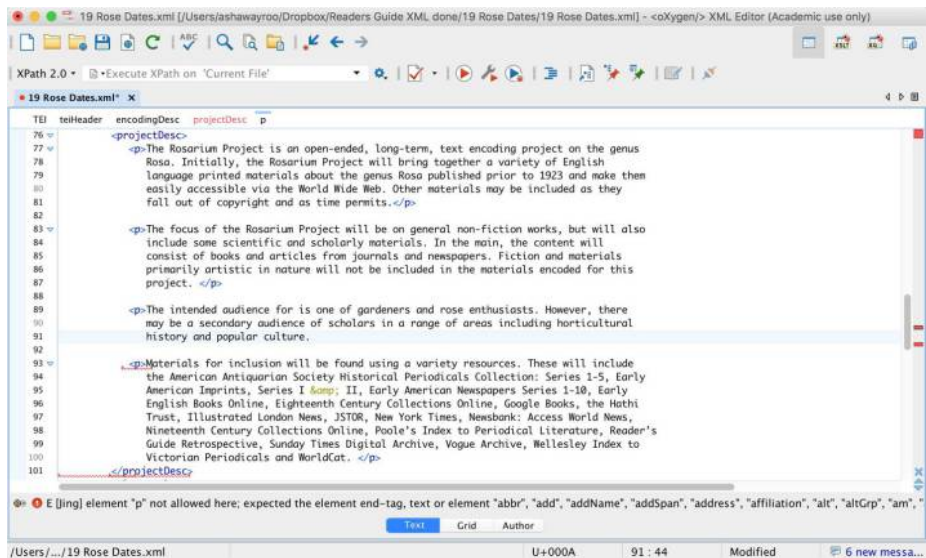 19 Rose Dates.xml [/Users/ashawayroo/Dropbox/Readers Guide XML done/19 Rose Dates/19 Rose Dates.xml] - <oXygen/> XML Editor (Academic use only)
ABC
XSLT
XQ
XPath 2.0
Execute XPath on 'Current File'
19 Rose Dates.xml*
TEI teiHeader encodingDesc projectDesc p
76 <projectDesc>
77 <p>The Rosarium Project is an open-ended, long-term, text encoding project on the genus
78 Rosa. Initially, the Rosarium Project will bring together a variety of English
79 language printed materials about the genus Rosa published prior to 1923 and make them
80 easily accessible via the World Wide Web. Other materials may be included as they
81 fall out of copyright and as time permits.</p>
82
83 <p>The focus of the Rosarium Project will be on general non-fiction works, but will also
84 include some scientific and scholarly materials. In the main, the content will
85 consist of books and articles from journals and newspapers. Fiction and materials
86 primarily artistic in nature will not be included in the materials encoded for this
87 project. </p>
88
89 <p>The intended audience for is one of gardeners and rose enthusiasts. However, there
90 may be a secondary audience of scholars in a range of areas including horticultural
91 history and popular culture.
92
93 <p>Materials for inclusion will be found using a variety resources. These will include
94 the American Antiquarian Society Historical Periodicals Collection: Series 1-5, Early
95 American Imprints, Series I &amp; II, Early American Newspapers Series 1-10, Early
96 English Books Online, Eighteenth Century Collections Online, Google Books, the Hathi
97 Trust, Illustrated London News, JSTOR, New York Times, Newsbank: Access World News,
98 Nineteenth Century Collections Online, Poole's Index to Periodical Literature, Reader's
99 Guide Retrospective, Sunday Times Digital Archive, Vogue Archive, Wellesley Index to
100 Victorian Periodicals and WorldCat. </p>
101 </projectDesc>
E [Jing] element "p" not allowed here; expected the element end-tag, text or element "abbr", "add", "addName", "addSpan", "address", "affiliation", "alt", "altGrp", "am", "
Text Grid Author
/Users/.../19 Rose Dates.xml U+000A 91 : 44 Modified 6 new messa...